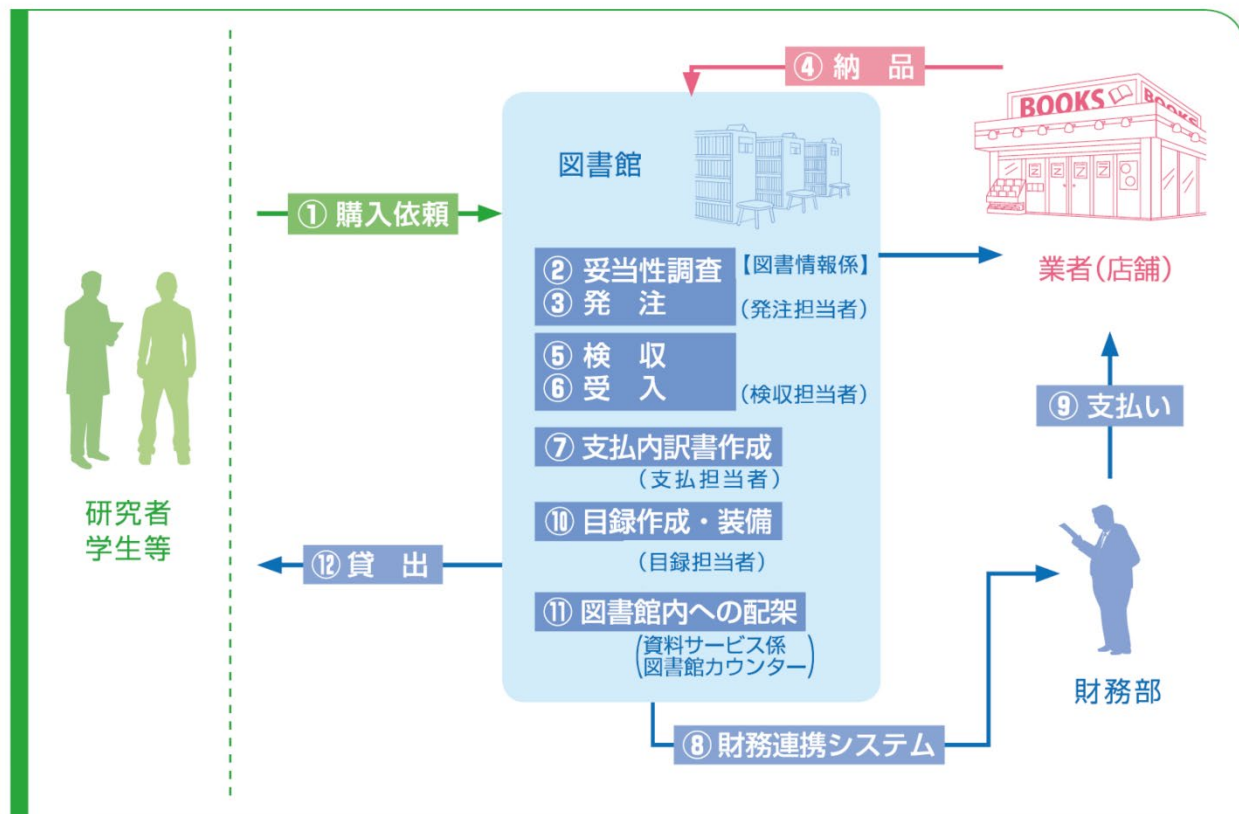 ④ 納　品
BOOKS
BOOKS
図書館
① 購入依頼
② 妥当性調査
【図書情報係】
③ 発　注
(発注担当者)
業者(店舗)
⑤ 検　収
⑥ 受　入
(検収担当者)
⑨ 支払い
⑦ 支払内訳書作成
(支払担当者)
研究者
学生等
⑩ 目録作成・装備
(目録担当者)
⑫ 貸　出
⑪ 図書館内への配架
(資料サービス係
図書館カウンター)
財務部
⑧ 財務連携システム